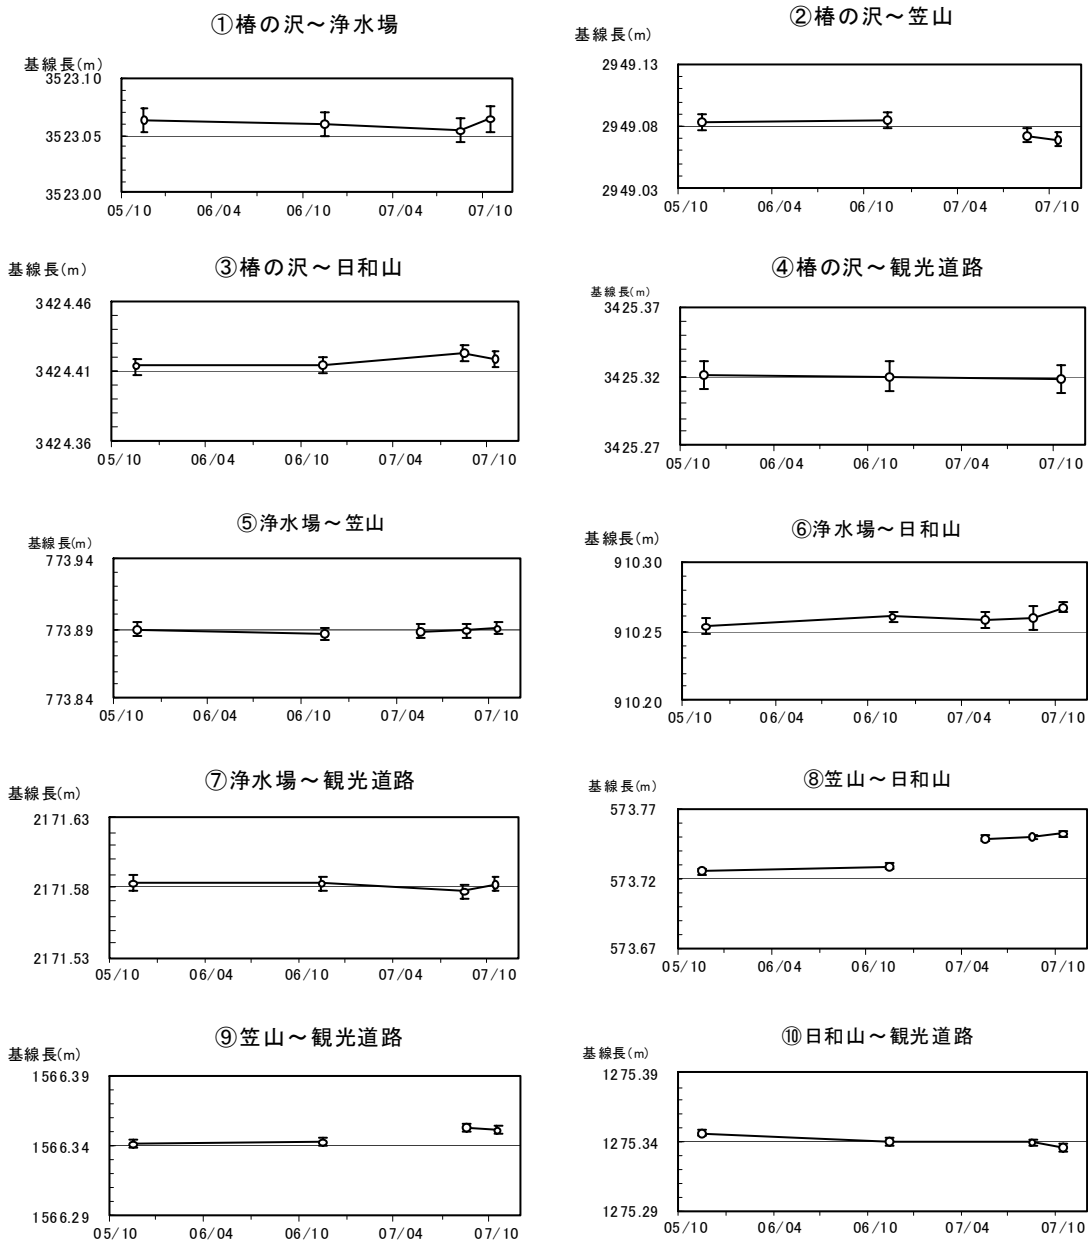 ①椿の沢～浄水場
基線長(m)
3523.10
3523.05
3523.00
05/10 06/04 06/10 07/04 07/10
②椿の沢～笠山
基線長(m)
2949.13
2949.08
2949.03
05/10 06/04 06/10 07/04 07/10
③椿の沢～日和山
基線長(m)
3424.46
3424.41
3424.36
05/10 06/04 06/10 07/04 07/10
④椿の沢～観光道路
基線長(m)
3425.37
3425.32
3425.27
05/10 06/04 06/10 07/04 07/10
⑤浄水場～笠山
基線長(m)
773.94
773.89
773.84
05/10 06/04 06/10 07/04 07/10
⑥浄水場～日和山
基線長(m)
910.30
910.25
910.20
05/10 06/04 06/10 07/04 07/10
⑦浄水場～観光道路
基線長(m)
2171.63
2171.58
2171.53
05/10 06/04 06/10 07/04 07/10
⑧笠山～日和山
基線長(m)
573.77
573.72
573.67
05/10 06/04 06/10 07/04 07/10
⑨笠山～観光道路
基線長(m)
1566.39
1566.34
1566.29
05/10 06/04 06/10 07/04 07/10
⑩日和山～観光道路
基線長(m)
1275.39
1275.34
1275.29
05/10 06/04 06/10 07/04 07/10